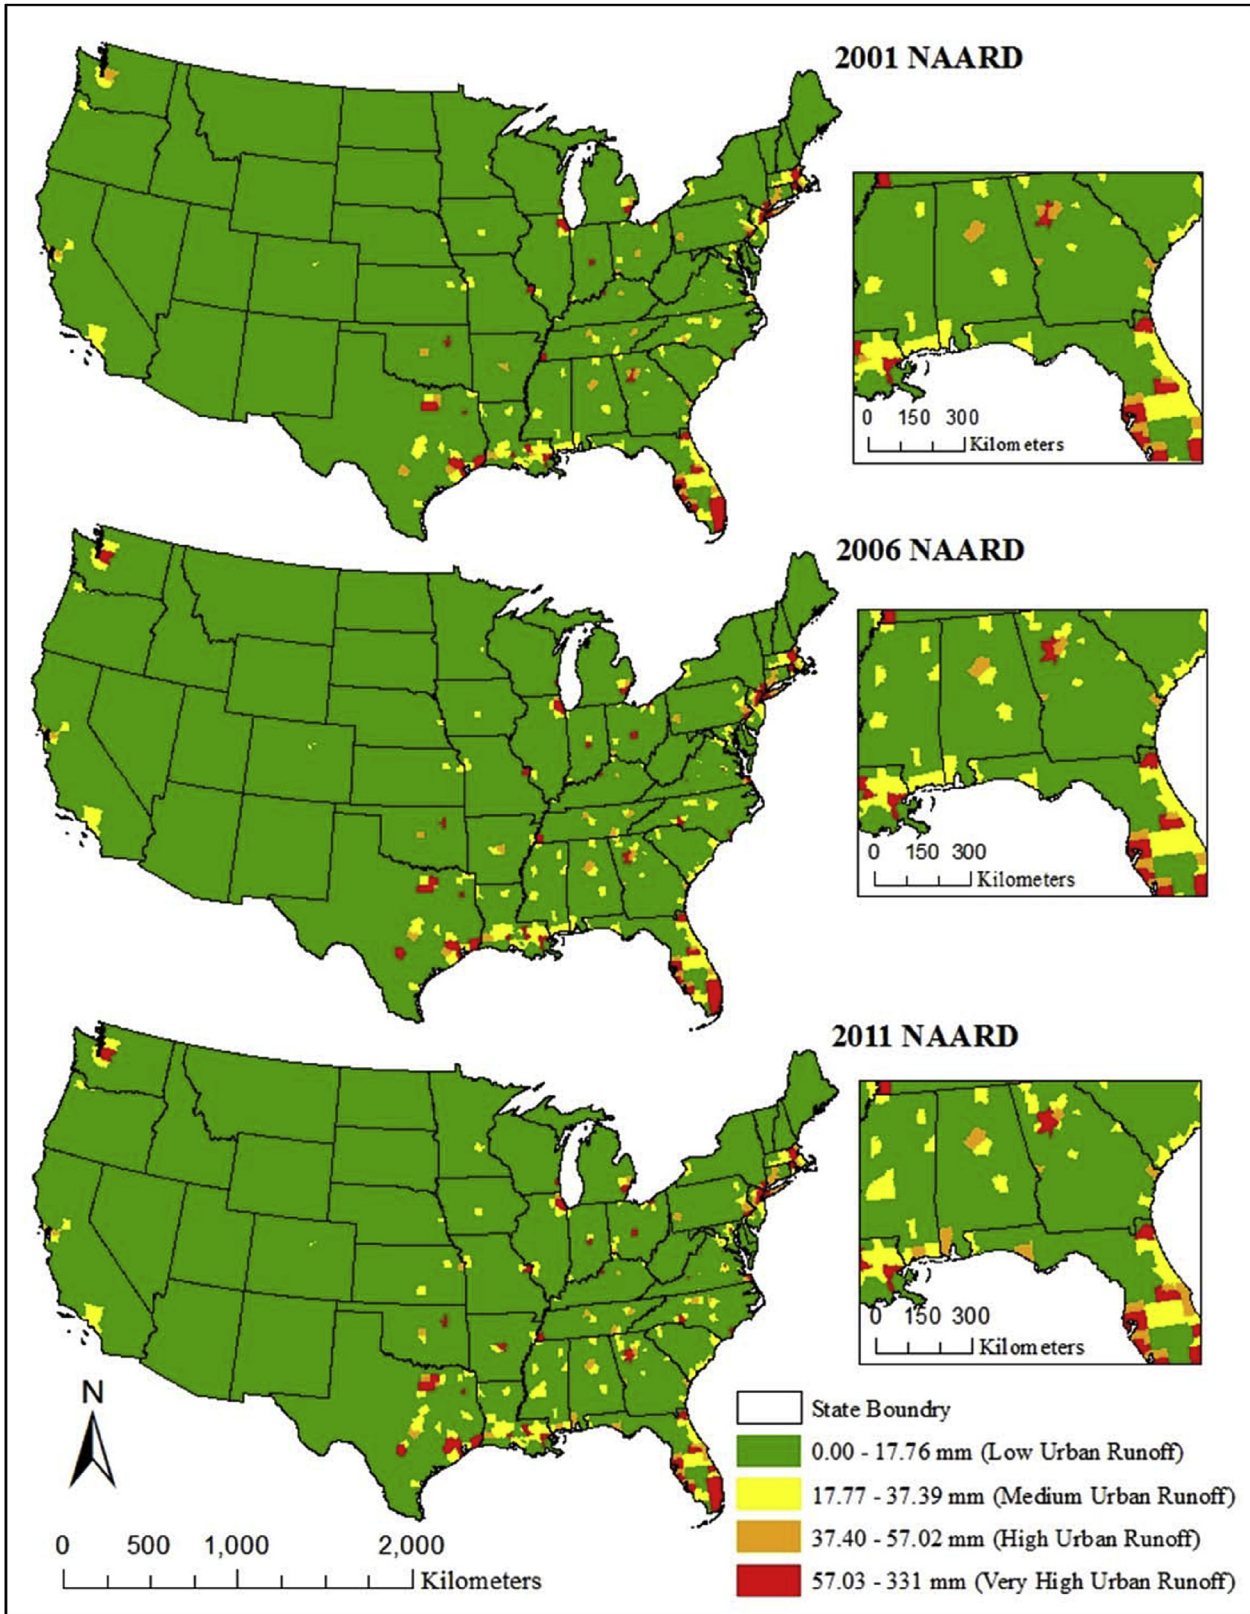 2001 NAARD
0 150 300
Kilometers
2006 NAARD
0 150 300
Kilometers
2011 NAARD
0 150 300
Kilometers
N
State Boundry
0.00 - 17.76 mm (Low Urban Runoff)
17.77 - 37.39 mm (Medium Urban Runoff)
37.40 - 57.02 mm (High Urban Runoff)
57.03 - 331 mm (Very High Urban Runoff)
0 500 1,000 2,000
Kilometers